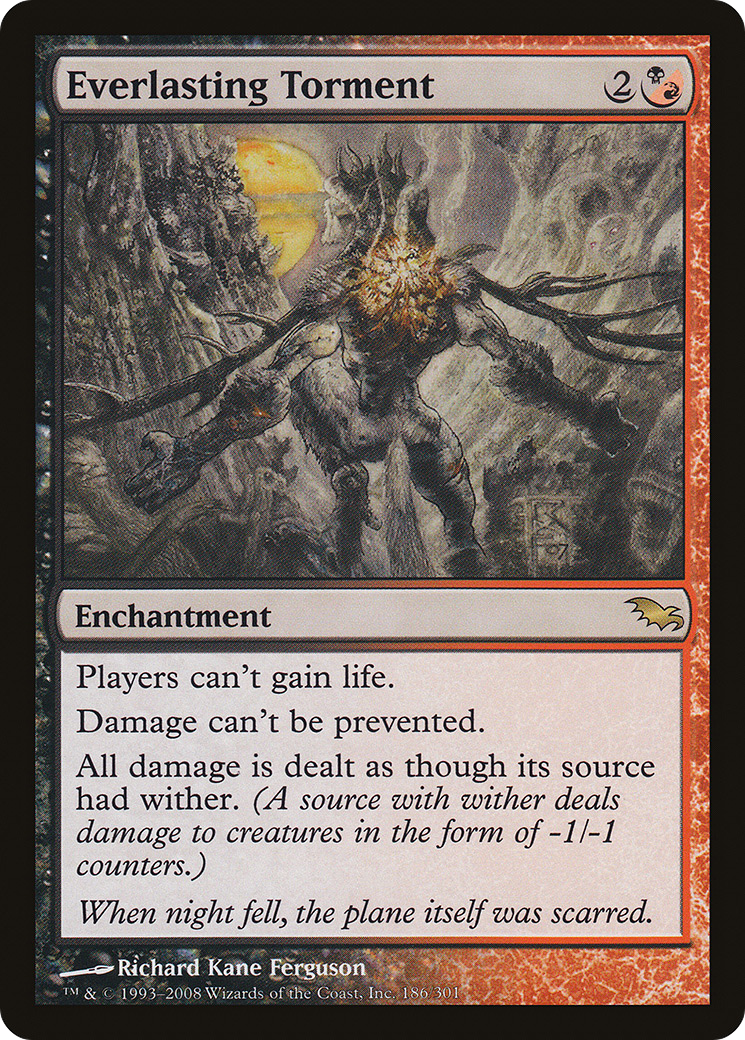 Everlasting Torment 2
Enchantment
Players can't gain life.
Damage can't be prevented.
All damage is dealt as though its source
had wither. (A source with wither deals
damage to creatures in the form of -1/-1
counters.)
When night fell, the plane itself was scarred.
Richard Kane Ferguson
™ & © 1993–2008 Wizards of the Coast, Inc. 186/301